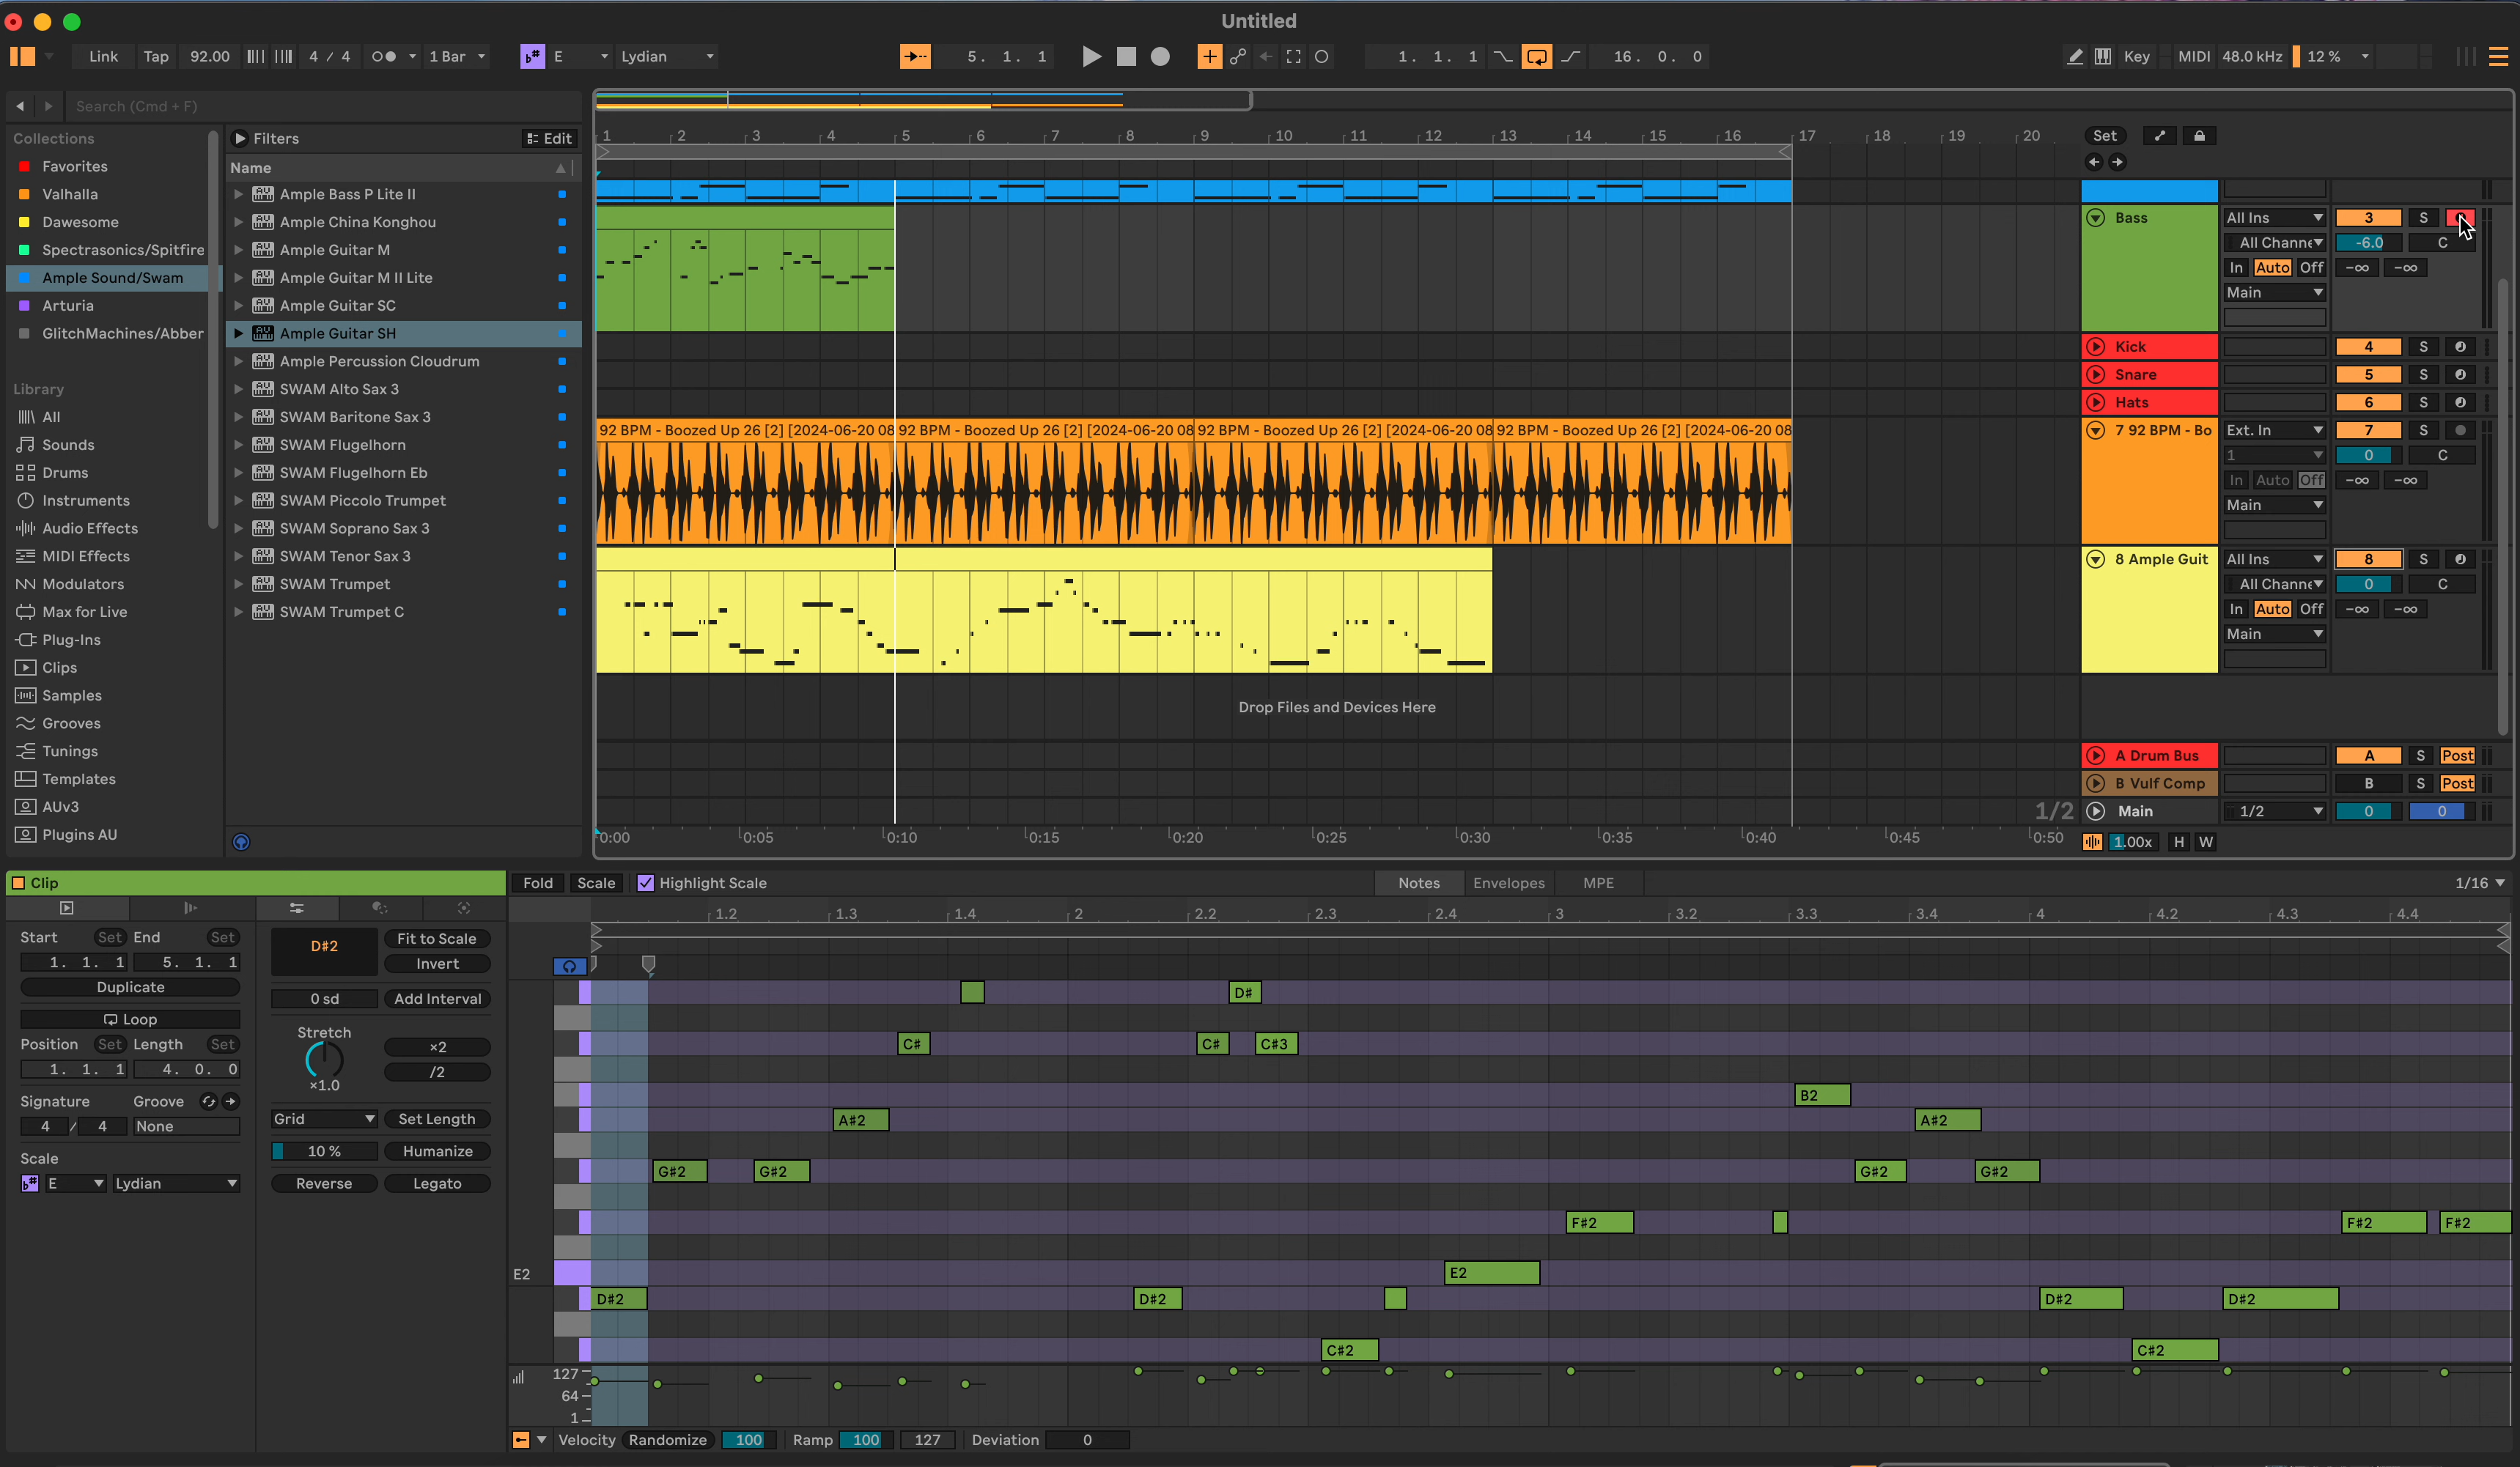 Untitled
Link Tap 92.00 4 / 4 1 Bar E Lydian 5. 1. 1 1. 1. 1 16. 0. 0 Key MIDI 48.0 kHz 12 %
Search (Cmd + F)
Collections
Favorites
Valhalla
Dawesome
Spectrasonics/Spitfire
Ample Sound/Swam
Arturia
GlitchMachines/Abber
Library
All
Sounds
Drums
Instruments
Audio Effects
MIDI Effects
Modulators
Max for Live
Plug-Ins
Clips
Samples
Grooves
Tunings
Templates
AUv3
Plugins AU
Filters Edit
Name
Ample Bass P Lite II
Ample China Konghou
Ample Guitar M
Ample Guitar M II Lite
Ample Guitar SC
Ample Guitar SH
Ample Percussion Cloudrum
SWAM Alto Sax 3
SWAM Baritone Sax 3
SWAM Flugelhorn
SWAM Flugelhorn Eb
SWAM Piccolo Trumpet
SWAM Soprano Sax 3
SWAM Tenor Sax 3
SWAM Trumpet
SWAM Trumpet C
1 2 3 4 5 6 7 8 9 10 11 12 13 14 15 16 17 18 19 20 Set
Bass All Ins 3 S
All Channe -6.0 C
In Auto Off -∞ -∞
Main
Kick 4 S
Snare 5 S
Hats 6 S
92 BPM - Boozed Up 26 [2] [2024-06-20 08 92 BPM - Boozed Up 26 [2] [2024-06-20 08 92 BPM - Boozed Up 26 [2] [2024-06-20 08 92 BPM - Boozed Up 26 [2] [2024-06-20 08 7 92 BPM - Bo Ext. In 7 S
1 0 C
In Auto Off -∞ -∞
Main
8 Ample Guit All Ins 8 S
All Channe 0 C
In Auto Off -∞ -∞
Main
Drop Files and Devices Here
A Drum Bus A S Post
B Vulf Comp B S Post
1/2 Main 1/2 0 0
0:00 0:05 0:10 0:15 0:20 0:25 0:30 0:35 0:40 0:45 0:50 1.00x H W
Clip
Start Set End Set
1. 1. 1 5. 1. 1
Duplicate
Loop
Position Set Length Set
1. 1. 1 4. 0. 0
Signature Groove
4 / 4 None
Scale
E Lydian
D#2 Fit to Scale
Invert
0 sd Add Interval
Stretch
×2
/2
×1.0
Grid Set Length
10 % Humanize
Reverse Legato
Fold Scale Highlight Scale Notes Envelopes MPE 1/16
1.2 1.3 1.4 2 2.2 2.3 2.4 3 3.2 3.3 3.4 4 4.2 4.3 4.4
D#
C# C# C#3
B2
A#2 A#2
G#2 G#2 G#2 G#2
F#2 F#2 F#2
E2 E2
D#2 D#2 D#2 D#2
C#2 C#2
127
64
1
Velocity Randomize 100 Ramp 100 127 Deviation 0